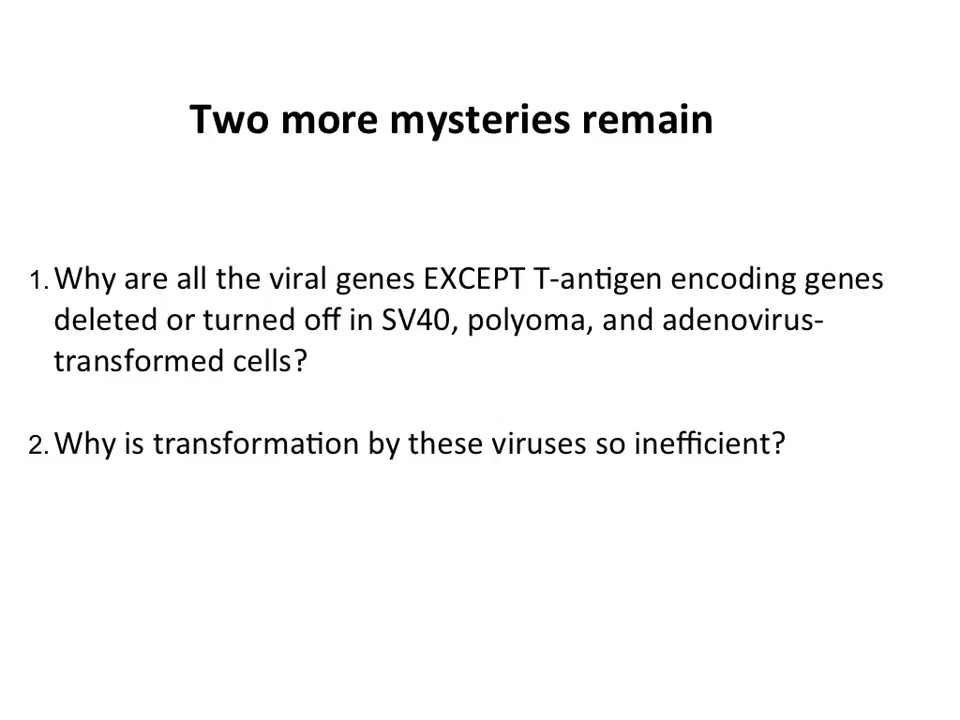 Two more mysteries remain
1. Why are all the viral genes EXCEPT T-antigen encoding genes
deleted or turned off in SV40, polyoma, and adenovirus-
transformed cells?
2. Why is transformation by these viruses so inefficient?